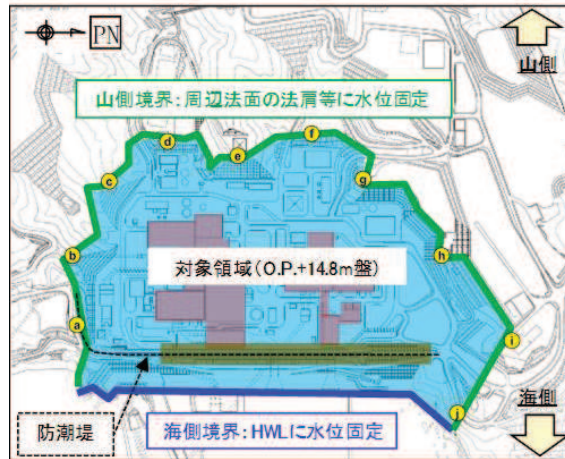 PN
山側
山側境界:周辺法面の法肩等に水位固定
d
f
e
c
g
b
h
対象領域(O.P.+14.8m盤)
a
i
海側
j
防潮堤
海側境界:HWLに水位固定